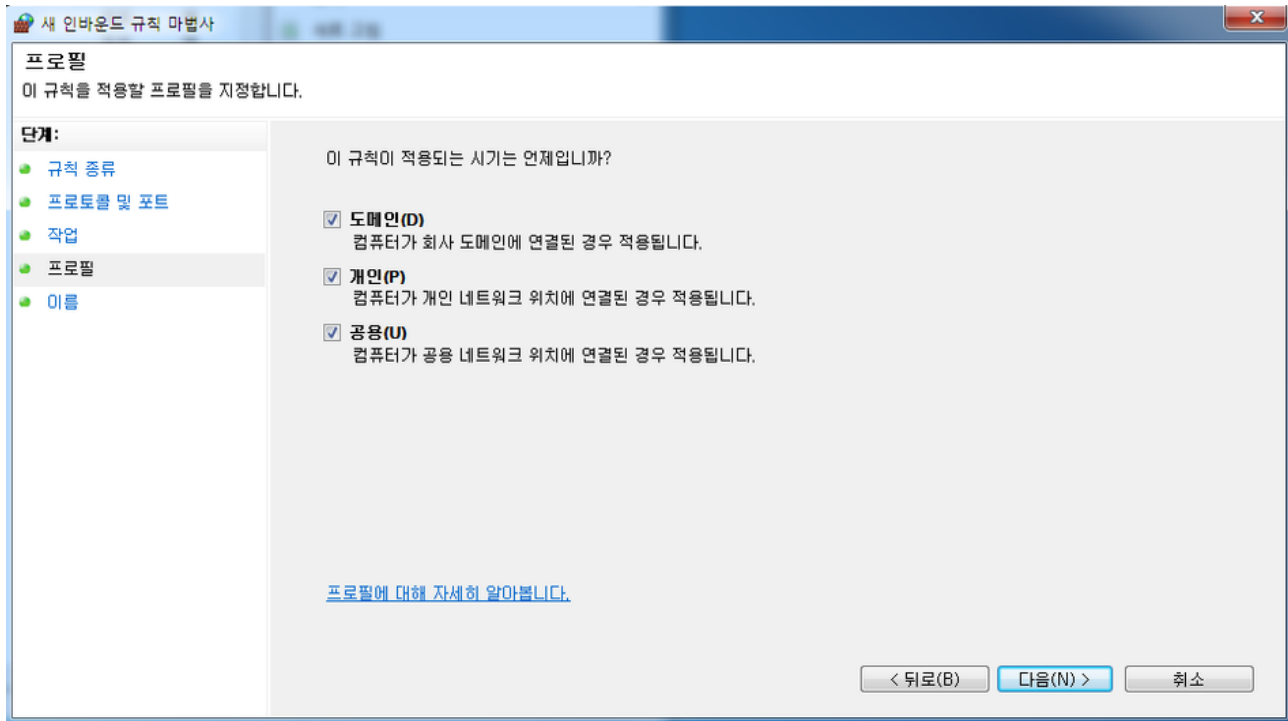 새 인바운드 규칙 마법사
프로필
이 규칙을 적용할 프로필을 지정합니다.
단계:
규칙 종류
프로토콜 및 포트
작업
프로필
이름
이 규칙이 적용되는 시기는 언제입니까?
도메인(D)
컴퓨터가 회사 도메인에 연결된 경우 적용됩니다.
개인(P)
컴퓨터가 개인 네트워크 위치에 연결된 경우 적용됩니다.
공용(U)
컴퓨터가 공용 네트워크 위치에 연결된 경우 적용됩니다.
프로필에 대해 자세히 알아봅니다.
< 뒤로(B) 다음(N) > 취소